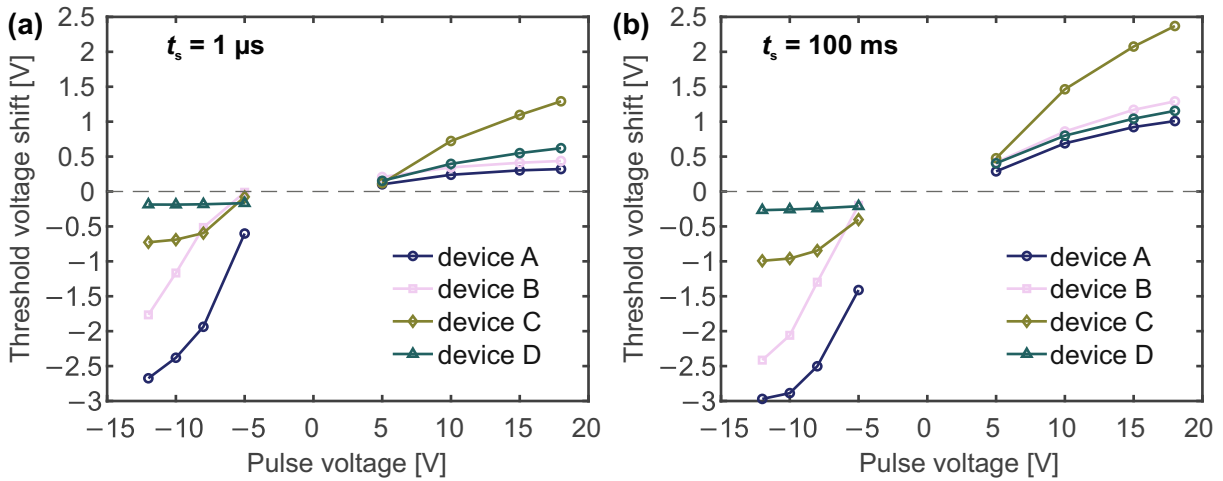 (a)
t_s = 1 µs
Threshold voltage shift [V]
2.5
2
1.5
1
0.5
0
−0.5
−1
−1.5
−2
−2.5
−3
device A
device B
device C
device D
−15 −10 −5 0 5 10 15 20
Pulse voltage [V]
(b)
t_s = 100 ms
Threshold voltage shift [V]
2.5
2
1.5
1
0.5
0
−0.5
−1
−1.5
−2
−2.5
−3
device A
device B
device C
device D
−15 −10 −5 0 5 10 15 20
Pulse voltage [V]